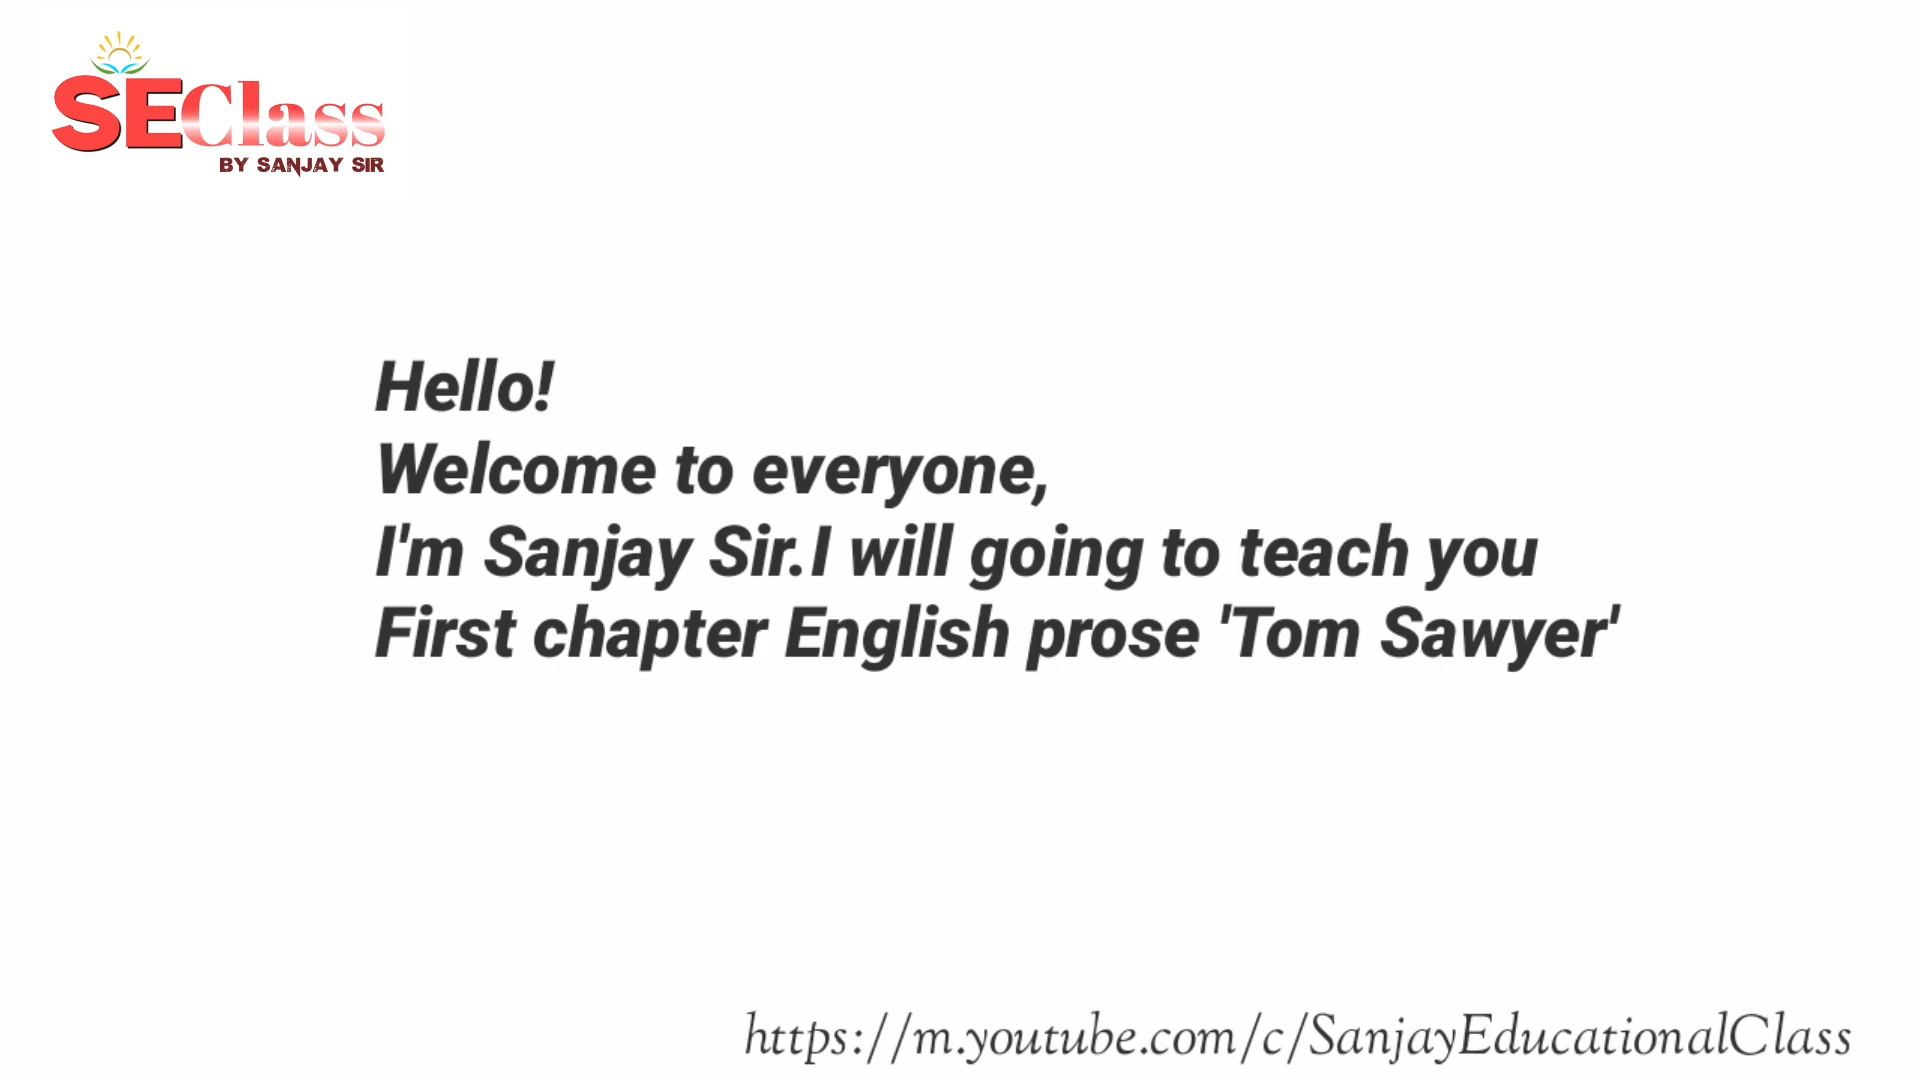 SEClass
BY SANJAY SIR
Hello!
Welcome to everyone,
I'm Sanjay Sir.I will going to teach you
First chapter English prose 'Tom Sawyer'
https://m.youtube.com/c/SanjayEducationalClass